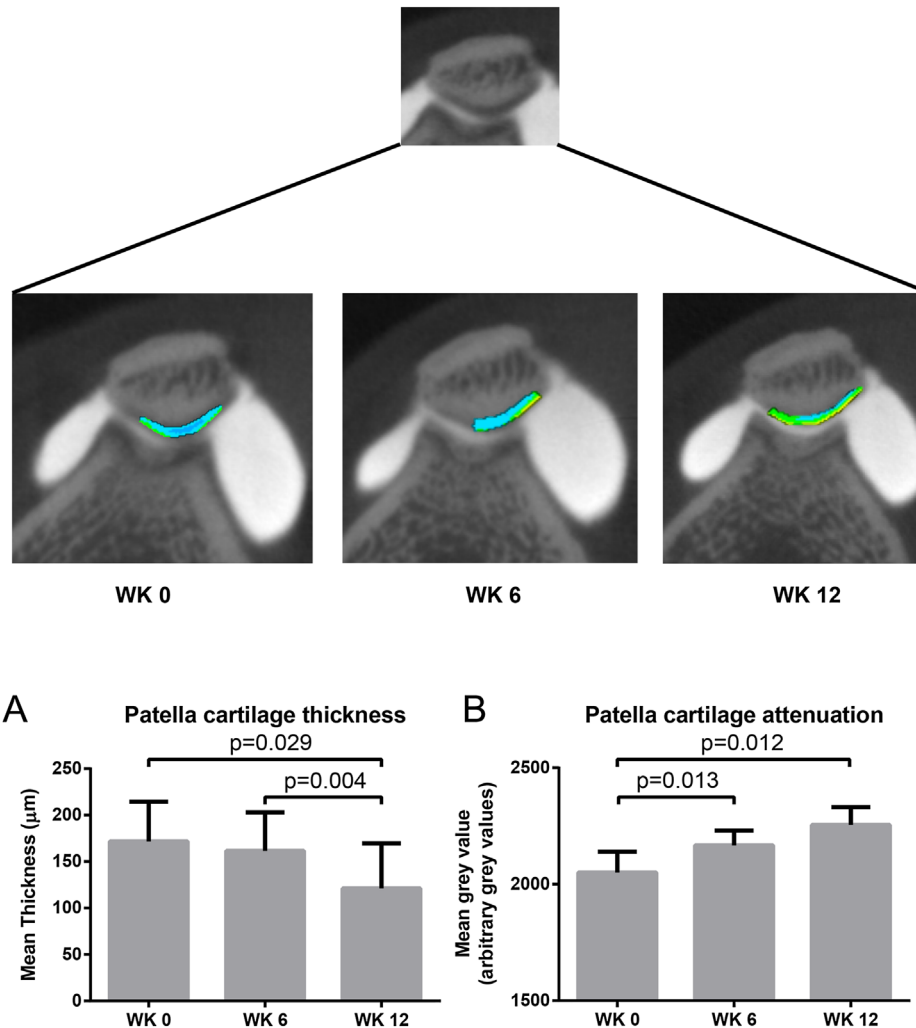 WK 0
WK 6
WK 12
A
Patella cartilage thickness
p=0.029
p=0.004
Mean Thickness (µm)
250
200
150
100
50
0
WK 0
WK 6
WK 12
B
Patella cartilage attenuation
p=0.012
p=0.013
Mean grey value
(arbitrary grey values)
2500
2000
1500
WK 0
WK 6
WK 12